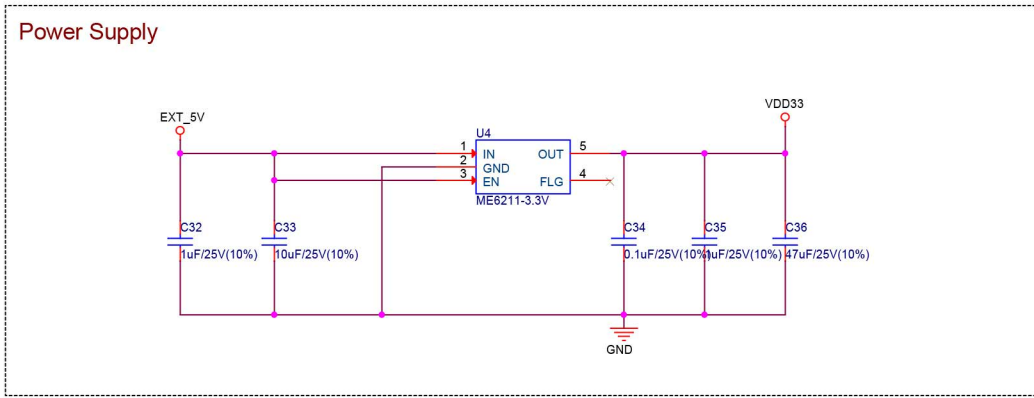 Power Supply
EXT_5V
VDD33
U4
1
IN
OUT
5
2
GND
3
EN
FLG
4
ME6211-3.3V
C32
1uF/25V(10%)
C33
10uF/25V(10%)
C34
0.1uF/25V(10%)
C35
1uF/25V(10%)
C36
47uF/25V(10%)
GND